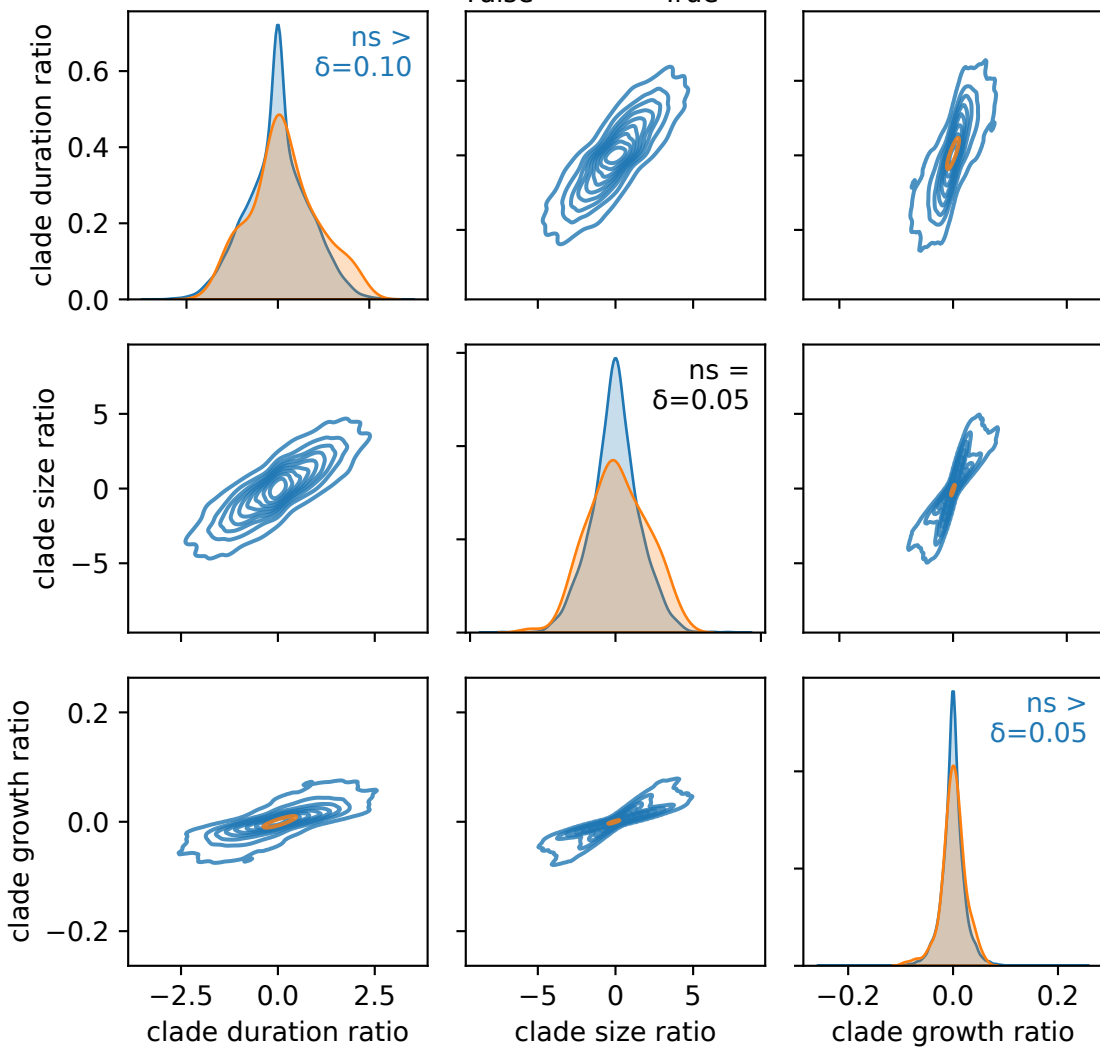 clade duration ratio
0.6
0.4
0.2
0.0
ns >
δ=0.10
clade size ratio
5
0
−5
ns =
δ=0.05
clade growth ratio
0.2
0.0
−0.2
ns >
δ=0.05
−2.5 0.0 2.5
−5 0 5
−0.2 0.0 0.2
clade duration ratio
clade size ratio
clade growth ratio